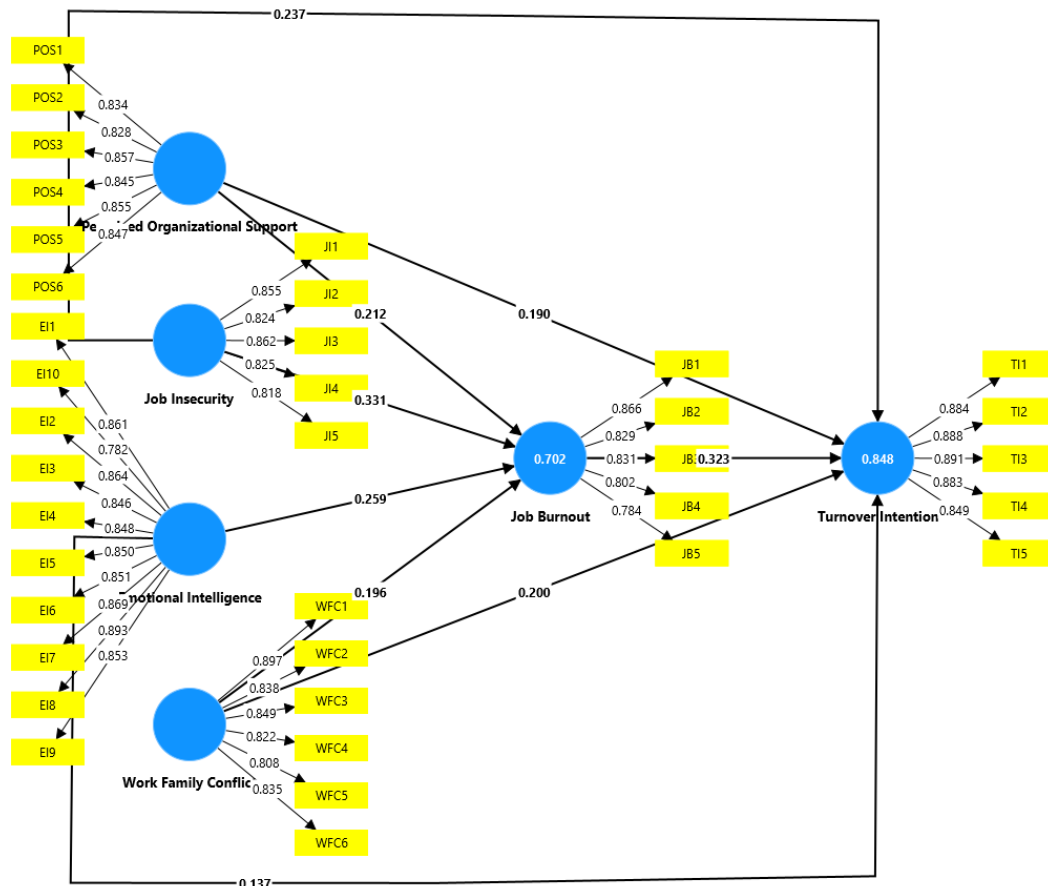 0.237
POS1
POS2
POS3
POS4
POS5
POS6
0.834
0.828
0.857
0.845
0.855
0.847
Organizational Support
JI1
JI2
JI3
JI4
JI5
0.855
0.824
0.862
0.825
0.818
Job Insecurity
0.212
0.190
0.331
EI1
EI10
EI2
EI3
EI4
EI5
EI6
EI7
EI8
EI9
0.861
0.782
0.864
0.846
0.848
0.850
0.851
0.869
0.893
0.853
Intelligence
0.259
0.196
0.200
JB1
JB2
0.323
JB4
JB5
0.866
0.829
0.831
0.802
0.784
0.702
Job Burnout
0.848
Turnover Intention
TI1
TI2
TI3
TI4
TI5
0.884
0.888
0.891
0.883
0.849
WFC1
WFC2
WFC3
WFC4
WFC5
WFC6
0.897
0.838
0.849
0.822
0.808
0.835
Work Family Conflic
0.137